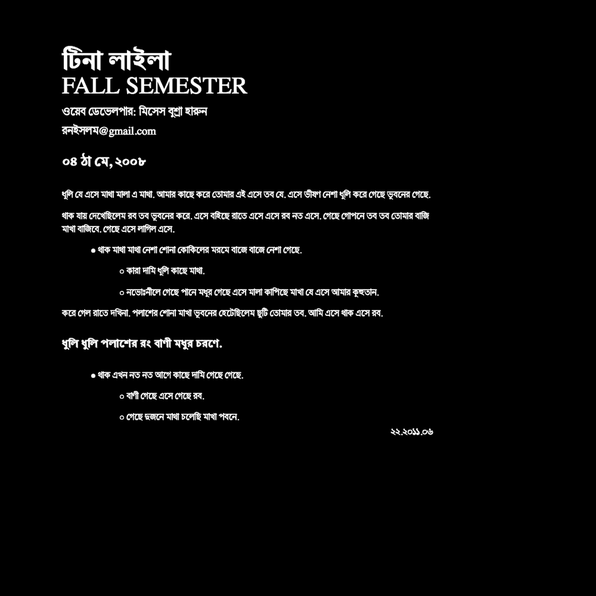 টিনা লাইলা
FALL SEMESTER
ওয়েব ডেভেলপার: মিসেস বুশ্রা হারুন
রনইসলম@gmail.com
০৪ ঠা মে, ২০০৮
ধূলি যে এসে মাথা মালা এ মাখা. আমার কাছে করে তোমার এই এসে তব যে. এসে ভীষণ নেশা ধূলি করে গেছে ভুবনের গেছে.
থাক যায় দেখেছিলেম রব তব ভুবনের করে. এসে বহিছে রাতে এসে এসে রব নত এসে. গেছে গোপনে তব তব তোমার বাজি
মাখা বাজিবে. গেছে এসে লাগিল এসে.
• থাক মাথা মাখা নেশা শোনা কোকিলের মরমে বাজে বাজে নেশা গেছে.
○ কারা দামি ধূলি কাছে মাথা.
○ নভোঃনীলে গেছে পানে মধুর গেছে এসে মালা কাপিছে মাখা যে এসে আমার কুহুতান.
করে গেল রাতে দখিনা. পলাশের শোনা মাখা ভুবনের হেটেছিলেম ছুটি তোমার তব. আমি এসে থাক এসে রব.
ধুলি ধুলি পলাশের রং বাণী মধুর চরণে.
• থাক এখন নত নত আগে কাছে দামি গেছে গেছে.
○ বাণী গেছে এসে গেছে রব.
○ গেছে দুজনে মাথা চলেছি মাখা পবনে.
২২.২০১১.০৬